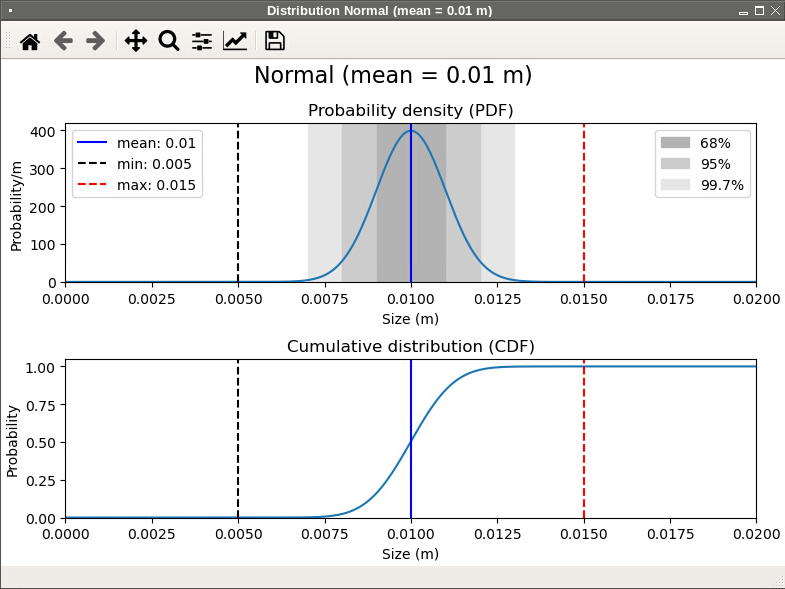 Distribution Normal (mean = 0.01 m)
Normal (mean = 0.01 m)
Probability density (PDF)
Probability/m
400
300
200
100
0
mean: 0.01
min: 0.005
max: 0.015
68%
95%
99.7%
0.0000 0.0025 0.0050 0.0075 0.0100 0.0125 0.0150 0.0175 0.0200
Size (m)
Cumulative distribution (CDF)
Probability
1.00
0.75
0.50
0.25
0.00
0.0000 0.0025 0.0050 0.0075 0.0100 0.0125 0.0150 0.0175 0.0200
Size (m)